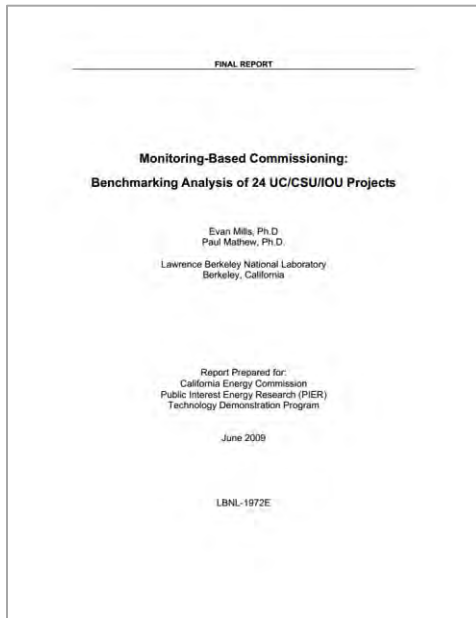 FINAL REPORT
Monitoring-Based Commissioning:
Benchmarking Analysis of 24 UC/CSU/IOU Projects
Evan Mills, Ph.D
Paul Mathew, Ph.D.
Lawrence Berkeley National Laboratory
Berkeley, California
Report Prepared for:
California Energy Commission
Public Interest Energy Research (PIER)
Technology Demonstration Program
June 2009
LBNL-1972E